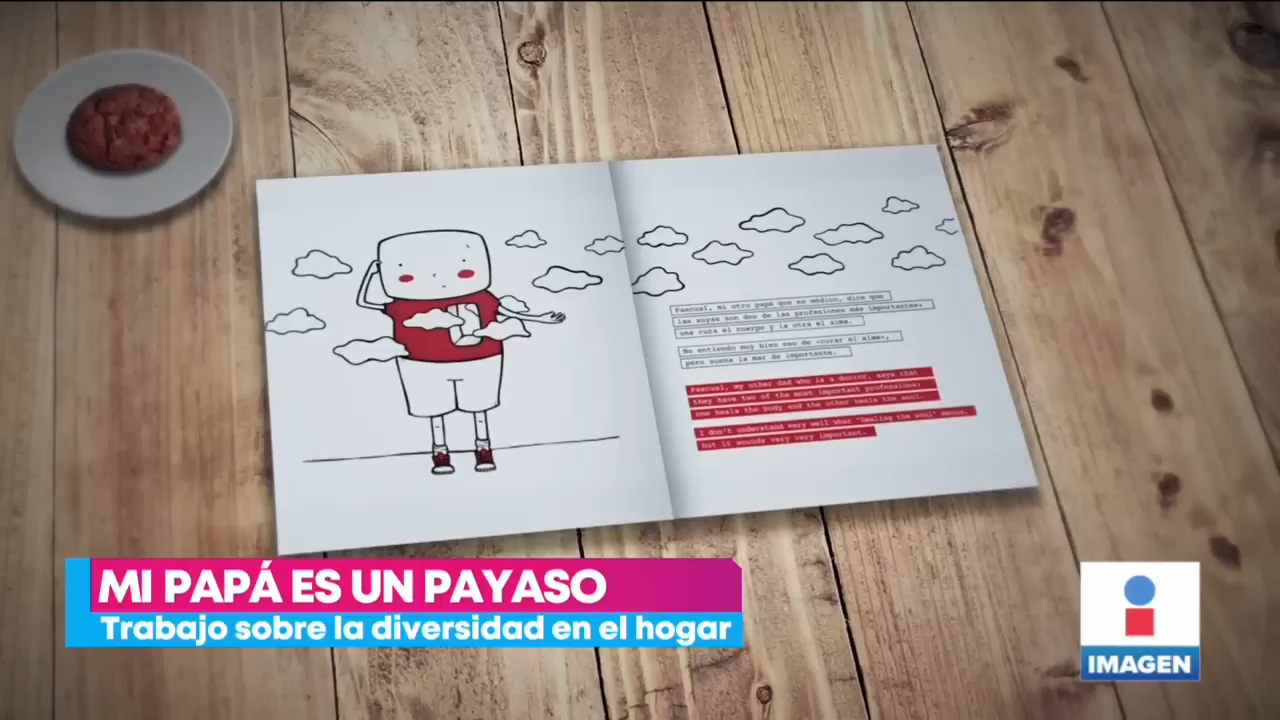 Pascual, mi otro papá que es médico, dice que
las suyas son dos de las profesiones más importantes:
una cura el cuerpo y la otra el alma.
No entiendo muy bien eso de «curar el alma»,
pero suena la mar de importante.
Pascual, my other dad who is a doctor, says that
they have two of the most important professions:
one heals the body and the other heals the soul.
I don't understand very well what "healing the soul" means,
but it sounds very very important.
MI PAPÁ ES UN PAYASO
Trabajo sobre la diversidad en el hogar
IMAGEN